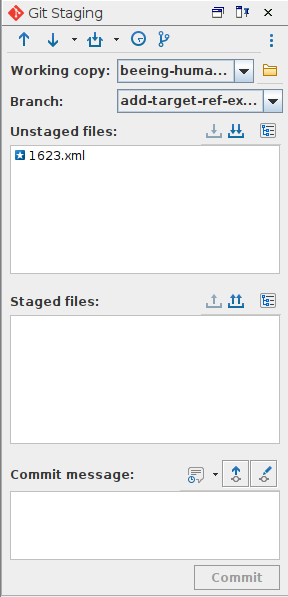 Git Staging
Working copy: beeing-huma...
Branch: add-target-ref-ex...
Unstaged files:
1623.xml
Staged files:
Commit message:
Commit